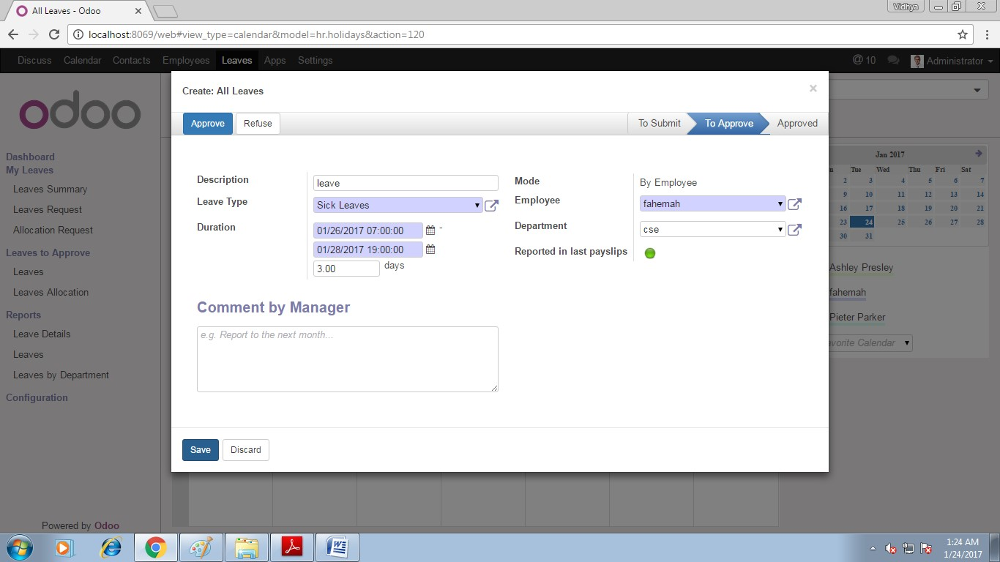 All Leaves - Odoo
Vidhya
localhost:8069/web#view_type=calendar&model=hr.holidays&action=120
Discuss Calendar Contacts Employees Leaves Apps Settings @ 10 Administrator
odoo
Dashboard
My Leaves
Leaves Summary
Leaves Request
Allocation Request
Leaves to Approve
Leaves
Leaves Allocation
Reports
Leave Details
Leaves
Leaves by Department
Configuration
Powered by Odoo
Create: All Leaves ×
Approve Refuse To Submit To Approve Approved
Description leave
Leave Type Sick Leaves
Duration 01/26/2017 07:00:00 -
01/28/2017 19:00:00
3.00 days
Mode By Employee
Employee fahemah
Department cse
Reported in last payslips
Comment by Manager
e.g. Report to the next month...
Save Discard
Jan 2017
Tue Wed Thu Fri Sat
2 3 4 5 6 7
9 10 11 12 13 14
16 17 18 19 20 21
23 24 25 26 27 28
30 31
Ashley Presley
fahemah
Pieter Parker
Calendar
1:24 AM
1/24/2017